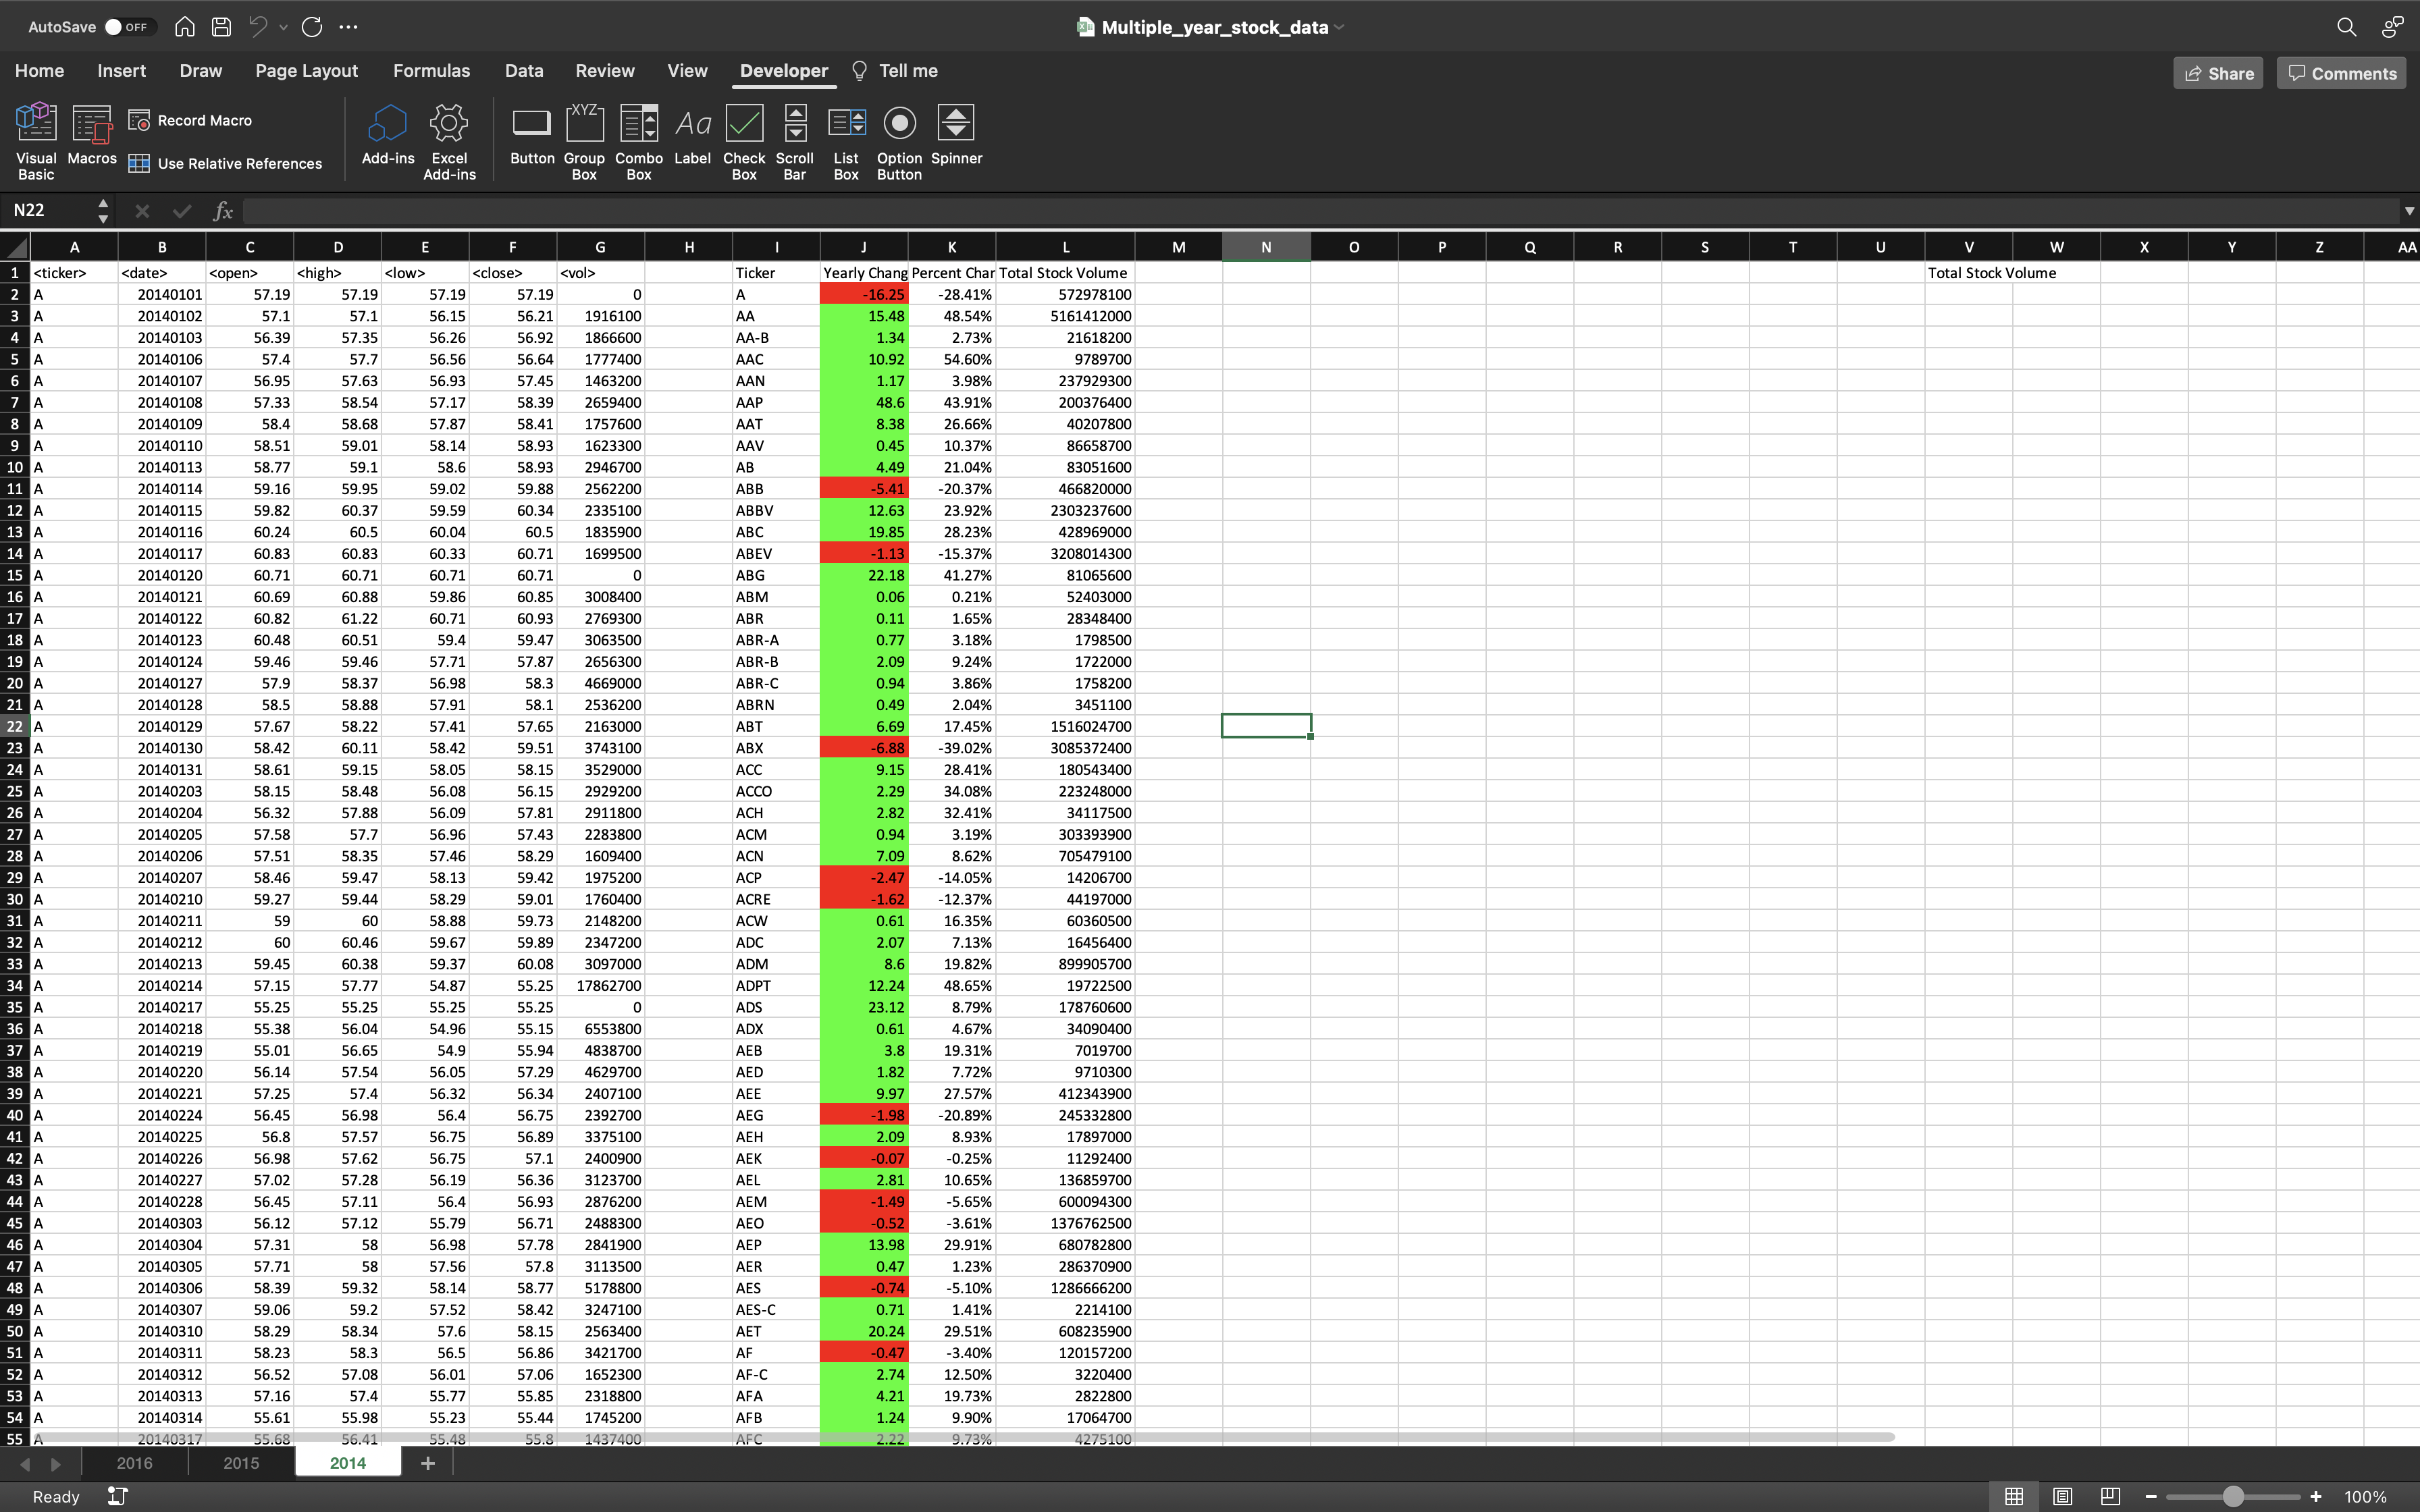 AutoSave OFF Multiple_year_stock_data
Home Insert Draw Page Layout Formulas Data Review View Developer Tell me Share Comments
Visual Basic Macros Record Macro Use Relative References Add-ins Excel Add-ins Button Group Box XYZ Combo Box Aa Label Check Box Scroll Bar List Box Option Button Spinner
N22 fx
A B C D E F G H I J K L M N O P Q R S T U V W X Y Z AA
1 <ticker> <date> <open> <high> <low> <close> <vol> Ticker Yearly Chang Percent Char Total Stock Volume Total Stock Volume
2 A 20140101 57.19 57.19 57.19 57.19 0 A -16.25 -28.41% 572978100
3 A 20140102 57.1 57.1 56.15 56.21 1916100 AA 15.48 48.54% 5161412000
4 A 20140103 56.39 57.35 56.26 56.92 1866600 AA-B 1.34 2.73% 21618200
5 A 20140106 57.4 57.7 56.56 56.64 1777400 AAC 10.92 54.60% 9789700
6 A 20140107 56.95 57.63 56.93 57.45 1463200 AAN 1.17 3.98% 237929300
7 A 20140108 57.33 58.54 57.17 58.39 2659400 AAP 48.6 43.91% 200376400
8 A 20140109 58.4 58.68 57.87 58.41 1757600 AAT 8.38 26.66% 40207800
9 A 20140110 58.51 59.01 58.14 58.93 1623300 AAV 0.45 10.37% 86658700
10 A 20140113 58.77 59.1 58.6 58.93 2946700 AB 4.49 21.04% 83051600
11 A 20140114 59.16 59.95 59.02 59.88 2562200 ABB -5.41 -20.37% 466820000
12 A 20140115 59.82 60.37 59.59 60.34 2335100 ABBV 12.63 23.92% 2303237600
13 A 20140116 60.24 60.5 60.04 60.5 1835900 ABC 19.85 28.23% 428969000
14 A 20140117 60.83 60.83 60.33 60.71 1699500 ABEV -1.13 -15.37% 3208014300
15 A 20140120 60.71 60.71 60.71 60.71 0 ABG 22.18 41.27% 81065600
16 A 20140121 60.69 60.88 59.86 60.85 3008400 ABM 0.06 0.21% 52403000
17 A 20140122 60.82 61.22 60.71 60.93 2769300 ABR 0.11 1.65% 28348400
18 A 20140123 60.48 60.51 59.4 59.47 3063500 ABR-A 0.77 3.18% 1798500
19 A 20140124 59.46 59.46 57.71 57.87 2656300 ABR-B 2.09 9.24% 1722000
20 A 20140127 57.9 58.37 56.98 58.3 4669000 ABR-C 0.94 3.86% 1758200
21 A 20140128 58.5 58.88 57.91 58.1 2536200 ABRN 0.49 2.04% 3451100
22 A 20140129 57.67 58.22 57.41 57.65 2163000 ABT 6.69 17.45% 1516024700
23 A 20140130 58.42 60.11 58.42 59.51 3743100 ABX -6.88 -39.02% 3085372400
24 A 20140131 58.61 59.15 58.05 58.15 3529000 ACC 9.15 28.41% 180543400
25 A 20140203 58.15 58.48 56.08 56.15 2929200 ACCO 2.29 34.08% 223248000
26 A 20140204 56.32 57.88 56.09 57.81 2911800 ACH 2.82 32.41% 34117500
27 A 20140205 57.58 57.7 56.96 57.43 2283800 ACM 0.94 3.19% 303393900
28 A 20140206 57.51 58.35 57.46 58.29 1609400 ACN 7.09 8.62% 705479100
29 A 20140207 58.46 59.47 58.13 59.42 1975200 ACP -2.47 -14.05% 14206700
30 A 20140210 59.27 59.44 58.29 59.01 1760400 ACRE -1.62 -12.37% 44197000
31 A 20140211 59 60 58.88 59.73 2148200 ACW 0.61 16.35% 60360500
32 A 20140212 60 60.46 59.67 59.89 2347200 ADC 2.07 7.13% 16456400
33 A 20140213 59.45 60.38 59.37 60.08 3097000 ADM 8.6 19.82% 899905700
34 A 20140214 57.15 57.77 54.87 55.25 17862700 ADPT 12.24 48.65% 19722500
35 A 20140217 55.25 55.25 55.25 55.25 0 ADS 23.12 8.79% 178760600
36 A 20140218 55.38 56.04 54.96 55.15 6553800 ADX 0.61 4.67% 34090400
37 A 20140219 55.01 56.65 54.9 55.94 4838700 AEB 3.8 19.31% 7019700
38 A 20140220 56.14 57.54 56.05 57.29 4629700 AED 1.82 7.72% 9710300
39 A 20140221 57.25 57.4 56.32 56.34 2407100 AEE 9.97 27.57% 412343900
40 A 20140224 56.45 56.98 56.4 56.75 2392700 AEG -1.98 -20.89% 245332800
41 A 20140225 56.8 57.57 56.75 56.89 3375100 AEH 2.09 8.93% 17897000
42 A 20140226 56.98 57.62 56.75 57.1 2400900 AEK -0.07 -0.25% 11292400
43 A 20140227 57.02 57.28 56.19 56.36 3123700 AEL 2.81 10.65% 136859700
44 A 20140228 56.45 57.11 56.4 56.93 2876200 AEM -1.49 -5.65% 600094300
45 A 20140303 56.12 57.12 55.79 56.71 2488300 AEO -0.52 -3.61% 1376762500
46 A 20140304 57.31 58 56.98 57.78 2841900 AEP 13.98 29.91% 680782800
47 A 20140305 57.71 58 57.56 57.8 3113500 AER 0.47 1.23% 286370900
48 A 20140306 58.39 59.32 58.14 58.77 5178800 AES -0.74 -5.10% 1286666200
49 A 20140307 59.06 59.2 57.52 58.42 3247100 AES-C 0.71 1.41% 2214100
50 A 20140310 58.29 58.34 57.6 58.15 2563400 AET 20.24 29.51% 608235900
51 A 20140311 58.23 58.3 56.5 56.86 3421700 AF -0.47 -3.40% 120157200
52 A 20140312 56.52 57.08 56.01 57.06 1652300 AF-C 2.74 12.50% 3220400
53 A 20140313 57.16 57.4 55.77 55.85 2318800 AFA 4.21 19.73% 2822800
54 A 20140314 55.61 55.98 55.23 55.44 1745200 AFB 1.24 9.90% 17064700
55 A 20140317 55.68 56.41 55.48 55.8 1437400 AFC 2.22 9.73% 4275100
2016 2015 2014 +
Ready 100%